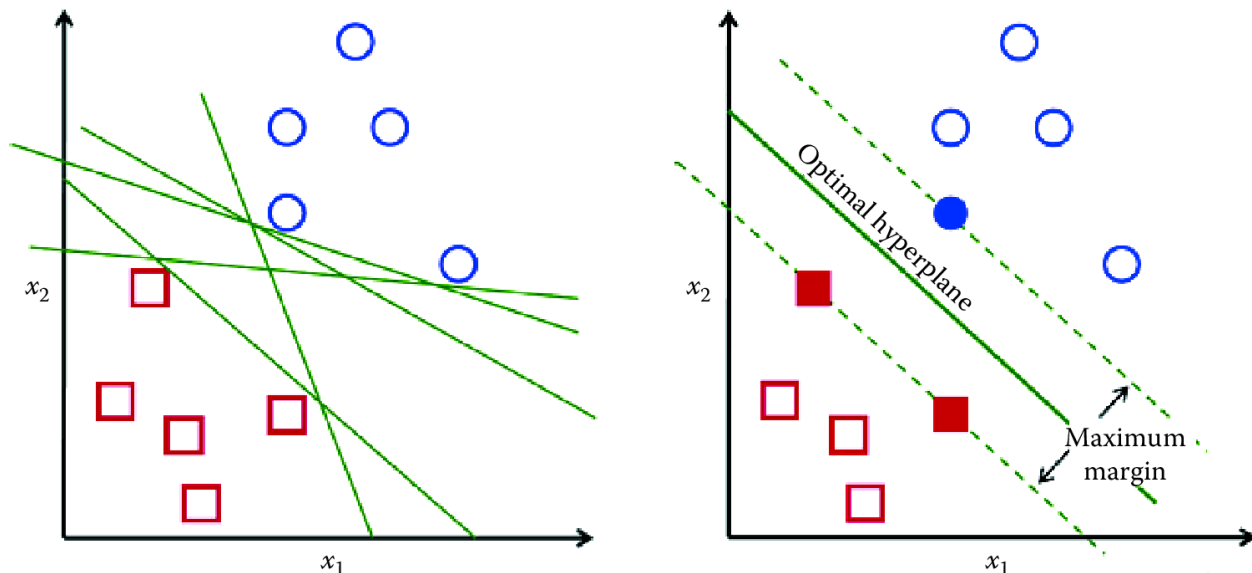 x₂
x₁
x₂
Optimal hyperplane
Maximum
margin
x₁